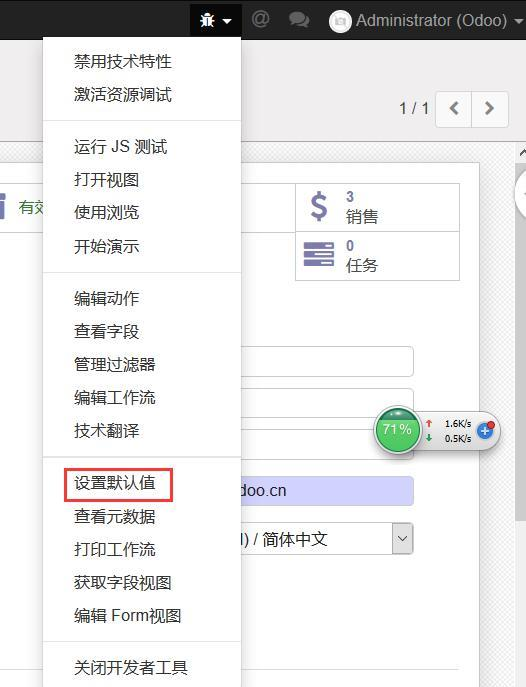 @ Administrator (Odoo)
禁用技术特性
激活资源调试
1 / 1
运行 JS 测试
打开视图
使用浏览
开始演示
有效
3
销售
0
任务
编辑动作
查看字段
管理过滤器
编辑工作流
技术翻译
71%
1.6K/s
0.5K/s
设置默认值
doo.cn
查看元数据
打印工作流
) / 简体中文
获取字段视图
编辑 Form视图
关闭开发者工具